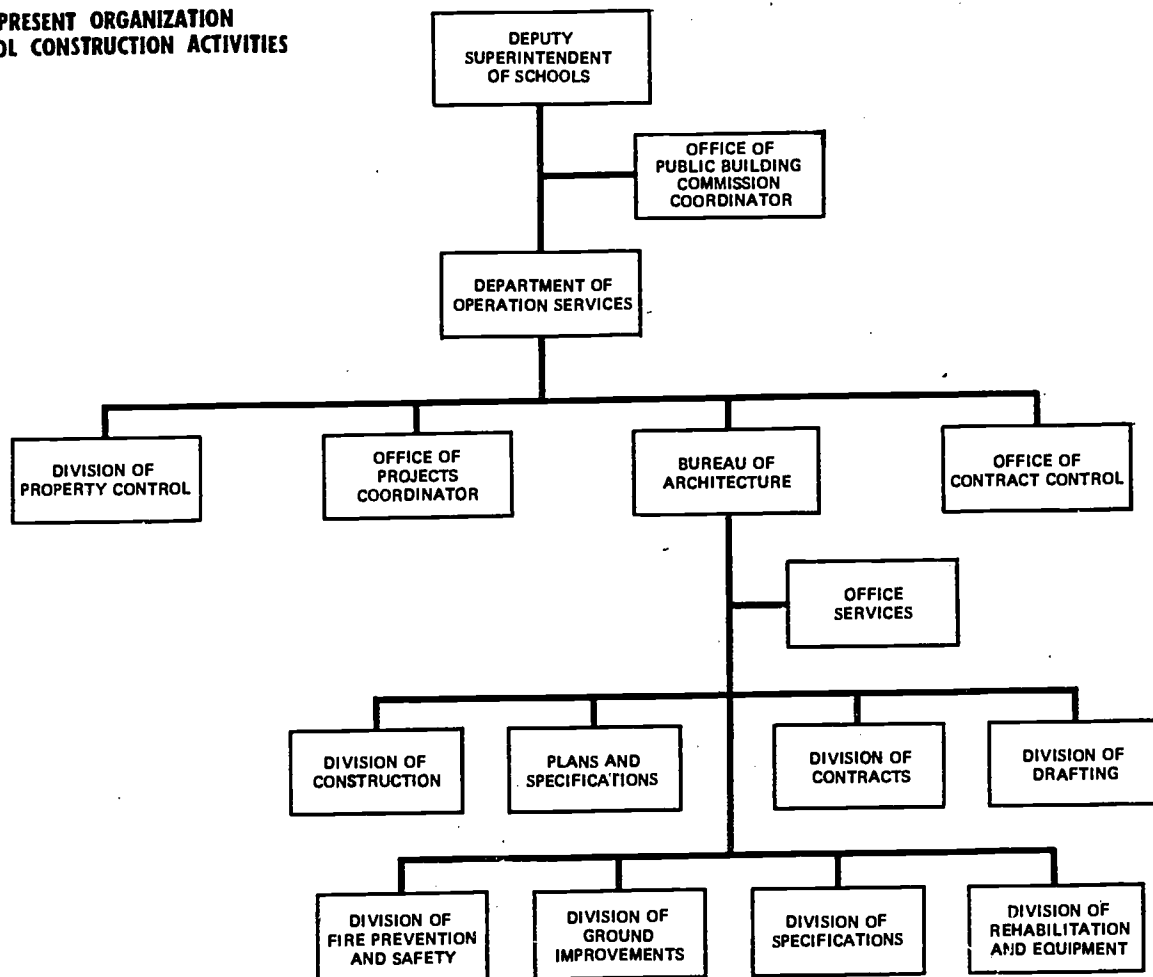 PRESENT ORGANIZATION
OL CONSTRUCTION ACTIVITIES
DEPUTY
SUPERINTENDENT
OF SCHOOLS
OFFICE OF
PUBLIC BUILDING
COMMISSION
COORDINATOR
DEPARTMENT OF
OPERATION SERVICES
DIVISION OF
PROPERTY CONTROL
OFFICE OF
PROJECTS
COORDINATOR
BUREAU OF
ARCHITECTURE
OFFICE OF
CONTRACT CONTROL
OFFICE
SERVICES
DIVISION OF
CONSTRUCTION
PLANS AND
SPECIFICATIONS
DIVISION OF
CONTRACTS
DIVISION OF
DRAFTING
DIVISION OF
FIRE PREVENTION
AND SAFETY
DIVISION OF
GROUND
IMPROVEMENTS
DIVISION OF
SPECIFICATIONS
DIVISION OF
REHABILITATION
AND EQUIPMENT